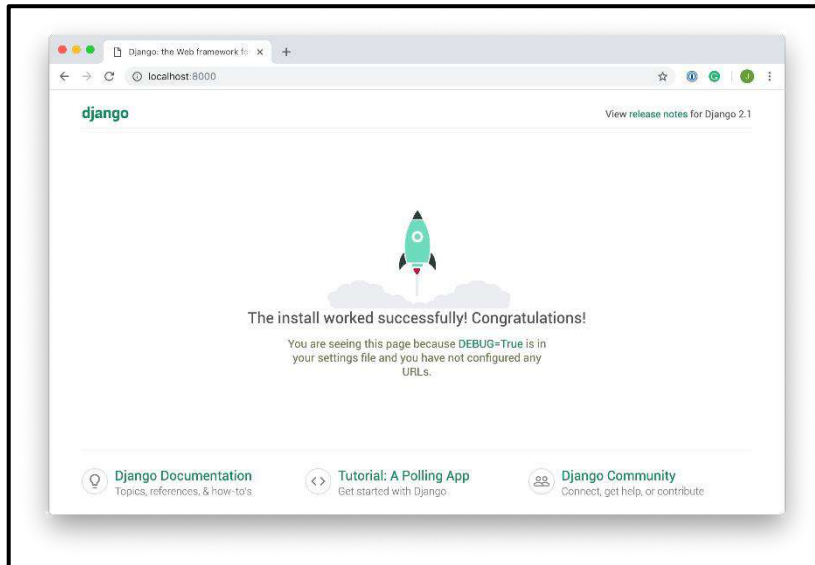 Django: the Web framework fo
localhost:8000
J
django
View release notes for Django 2.1
The install worked successfully! Congratulations!
You are seeing this page because DEBUG=True is in
your settings file and you have not configured any
URLs.
Django Documentation
Topics, references, & how-to's
Tutorial: A Polling App
Get started with Django
Django Community
Connect, get help, or contribute